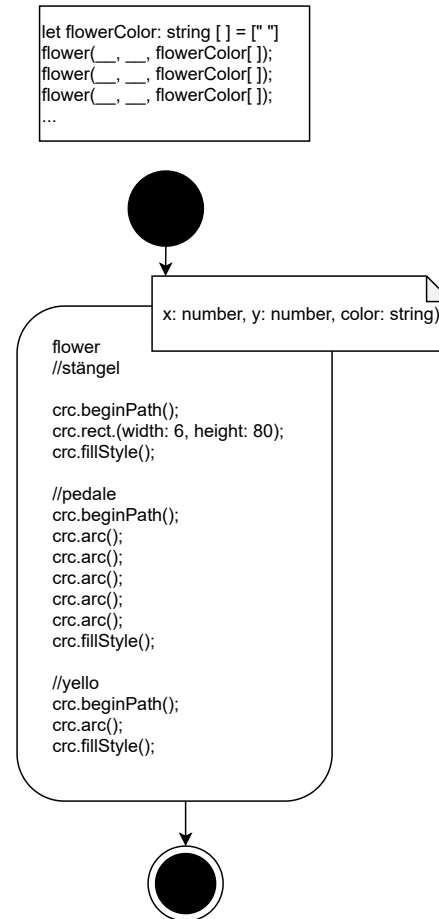 let flowerColor: string [ ] = [" "]
flower(__, __, flowerColor[ ]);
flower(__, __, flowerColor[ ]);
flower(__, __, flowerColor[ ]);
...
x: number, y: number, color: string)
flower
//stängel
crc.beginPath();
crc.rect.(width: 6, height: 80);
crc.fillStyle();
//pedale
crc.beginPath();
crc.arc();
crc.arc();
crc.arc();
crc.arc();
crc.arc();
crc.fillStyle();
//yello
crc.beginPath();
crc.arc();
crc.fillStyle();